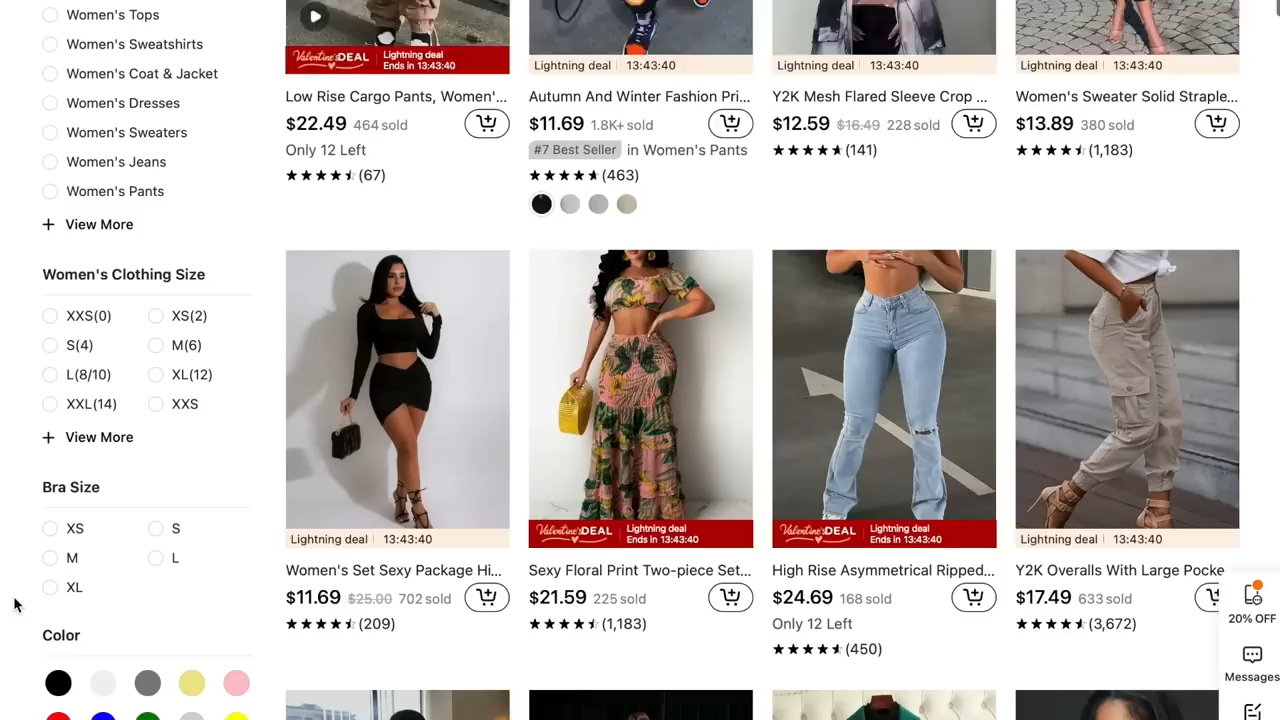 Women's Tops
Women's Sweatshirts
Women's Coat & Jacket
Women's Dresses
Women's Sweaters
Women's Jeans
Women's Pants
+ View More
Women's Clothing Size
XXS(0) XS(2)
S(4) M(6)
L(8/10) XL(12)
XXL(14) XXS
+ View More
Bra Size
XS S
M L
XL
Color
Valentine's DEAL
Lightning deal
Ends in 13:43:40
Low Rise Cargo Pants, Women'...
$22.49 464 sold
Only 12 Left
(67)
Lightning deal 13:43:40
Autumn And Winter Fashion Pri...
$11.69 1.8K+ sold
#7 Best Seller in Women's Pants
(463)
Lightning deal 13:43:40
Y2K Mesh Flared Sleeve Crop ...
$12.59 $16.49 228 sold
(141)
Lightning deal 13:43:40
Women's Sweater Solid Straple...
$13.89 380 sold
(1,183)
Lightning deal 13:43:40
Women's Set Sexy Package Hi...
$11.69 $25.00 702 sold
(209)
Valentine's DEAL
Lightning deal
Ends in 13:43:40
Sexy Floral Print Two-piece Set...
$21.59 225 sold
(1,183)
Valentine's DEAL
Lightning deal
Ends in 13:43:40
High Rise Asymmetrical Ripped...
$24.69 168 sold
Only 12 Left
(450)
Lightning deal 13:43:40
Y2K Overalls With Large Pocke
$17.49 633 sold
(3,672)
20% OFF
Messages